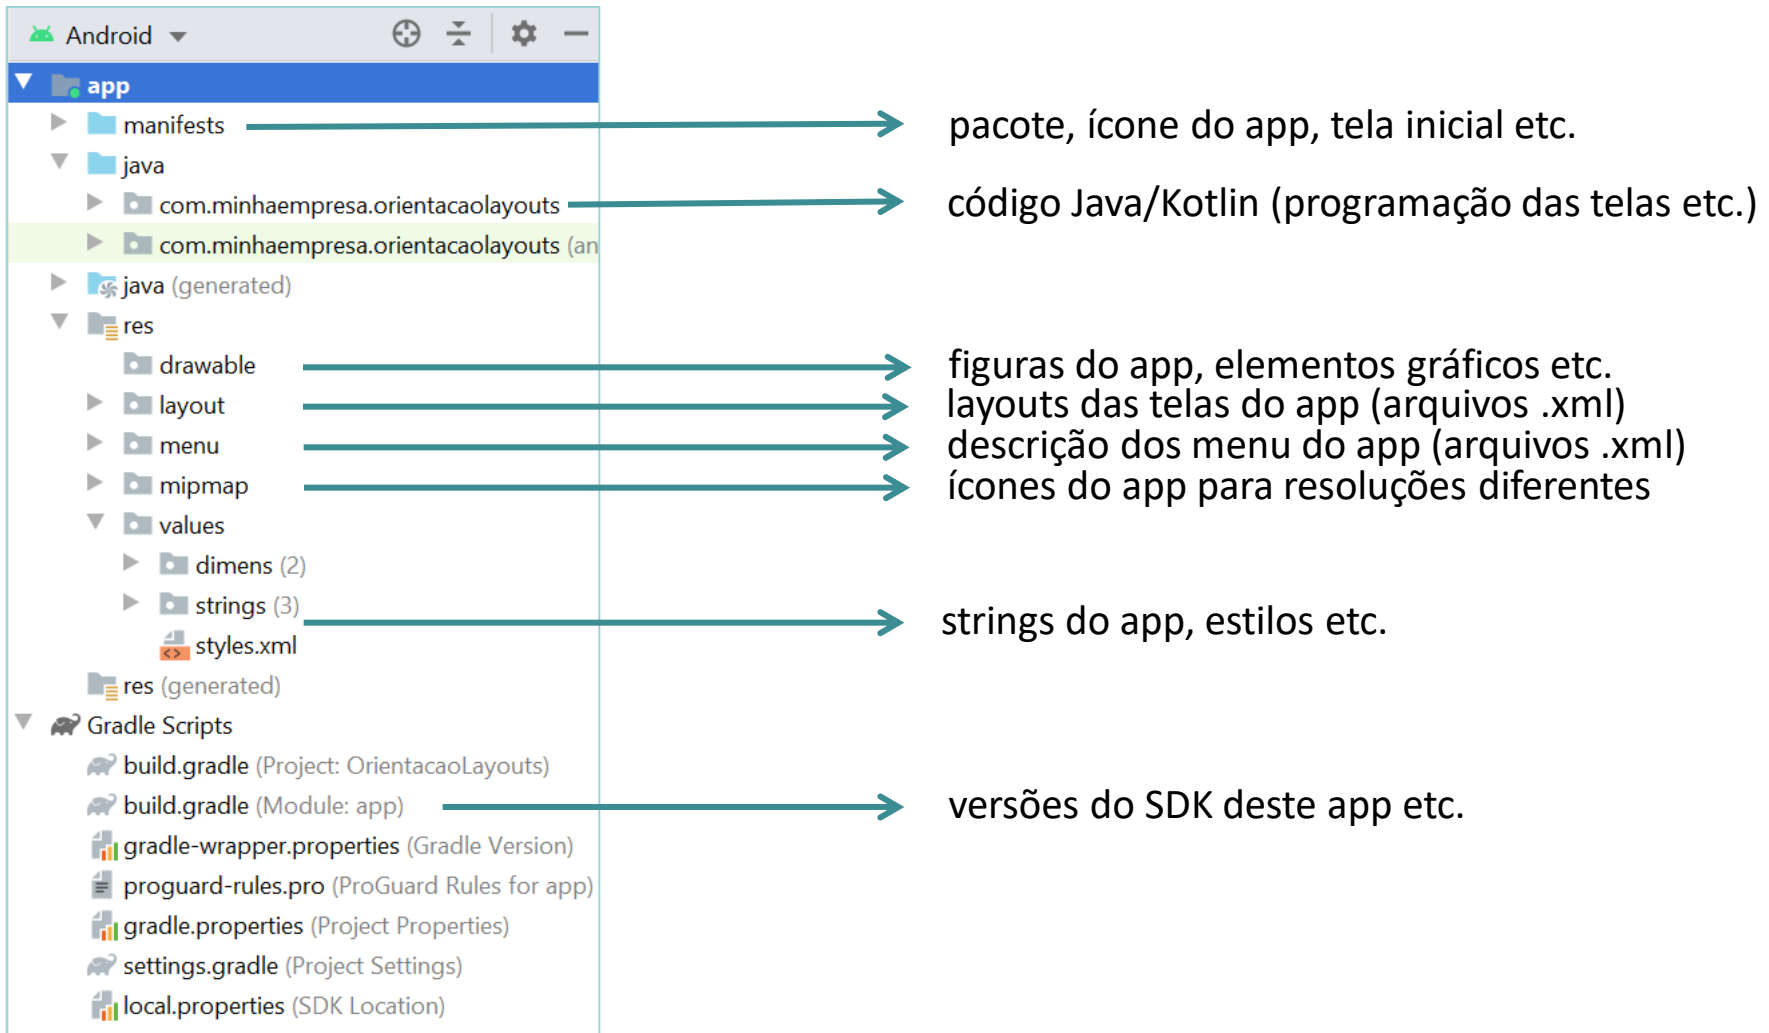 Android
app
manifests
pacote, ícone do app, tela inicial etc.
java
com.minhaempresa.orientacaolayouts
código Java/Kotlin (programação das telas etc.)
com.minhaempresa.orientacaolayouts (an
java (generated)
res
drawable
figuras do app, elementos gráficos etc.
layout
layouts das telas do app (arquivos .xml)
menu
descrição dos menu do app (arquivos .xml)
mipmap
ícones do app para resoluções diferentes
values
dimens (2)
strings (3)
strings do app, estilos etc.
styles.xml
res (generated)
Gradle Scripts
build.gradle (Project: OrientacaoLayouts)
build.gradle (Module: app)
versões do SDK deste app etc.
gradle-wrapper.properties (Gradle Version)
proguard-rules.pro (ProGuard Rules for app)
gradle.properties (Project Properties)
settings.gradle (Project Settings)
local.properties (SDK Location)